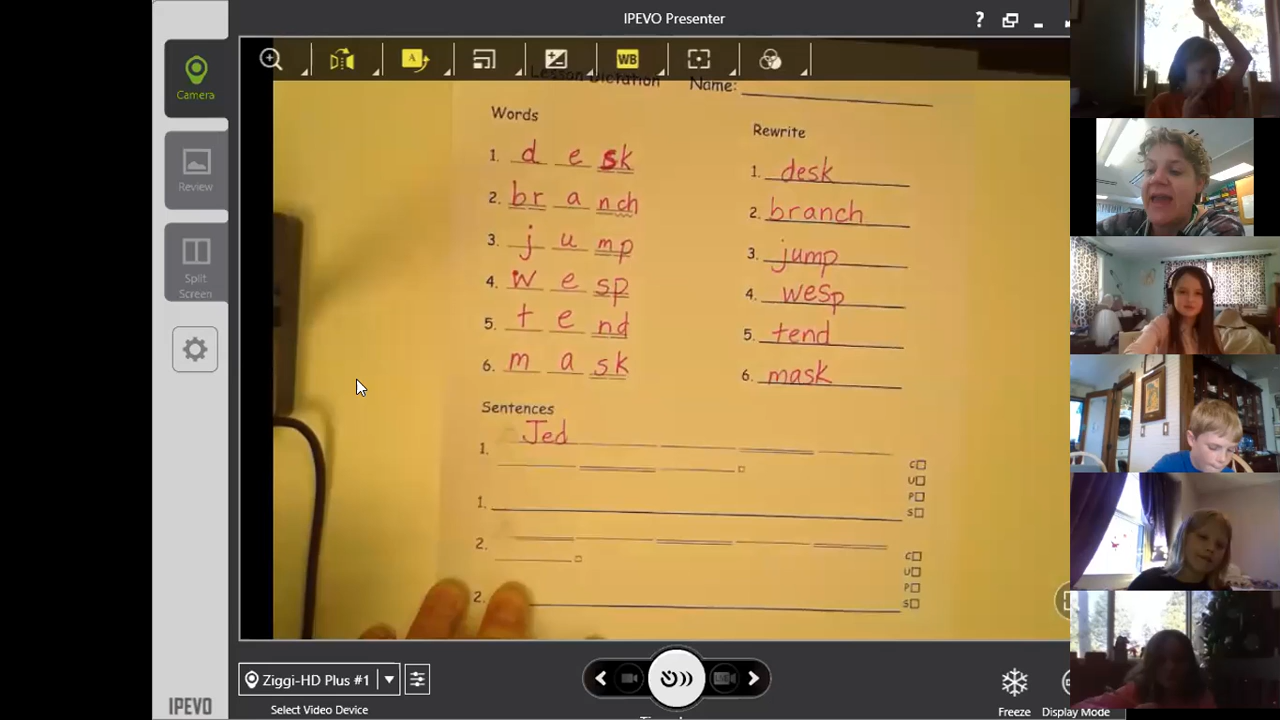 IPEVO Presenter
?
Camera
Review
Split
Screen
A
WB
Lesson Dictation Name:
Words
Rewrite
1. d e sk
1. desk
2. br a nch
2. branch
3. j u mp
3. jump
4. w e sp
4. wesp
5. t e nd
5. tend
6. m a sk
6. mask
Sentences
1. Jed
C
U
P
S
1.
2.
C
U
P
S
2.
Ziggi-HD Plus #1
Select Video Device
IPEVO
Freeze
Display Mode